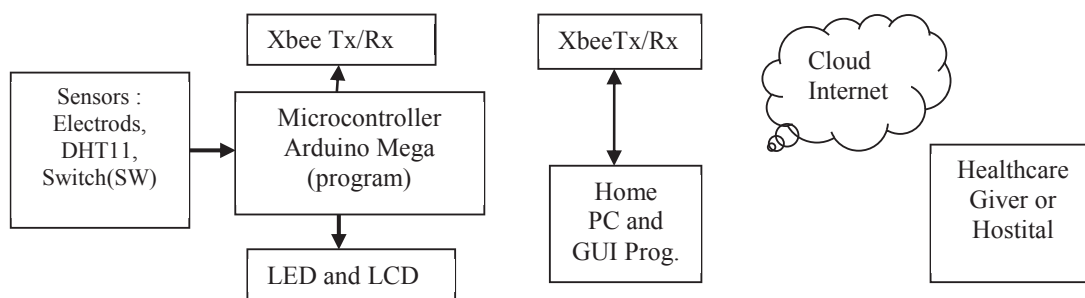 Xbee Tx/Rx
Sensors :
Electrods,
DHT11,
Switch(SW)
Microcontroller
Arduino Mega
(program)
LED and LCD
XbeeTx/Rx
Home
PC and
GUI Prog.
Cloud
Internet
Healthcare
Giver or
Hostital